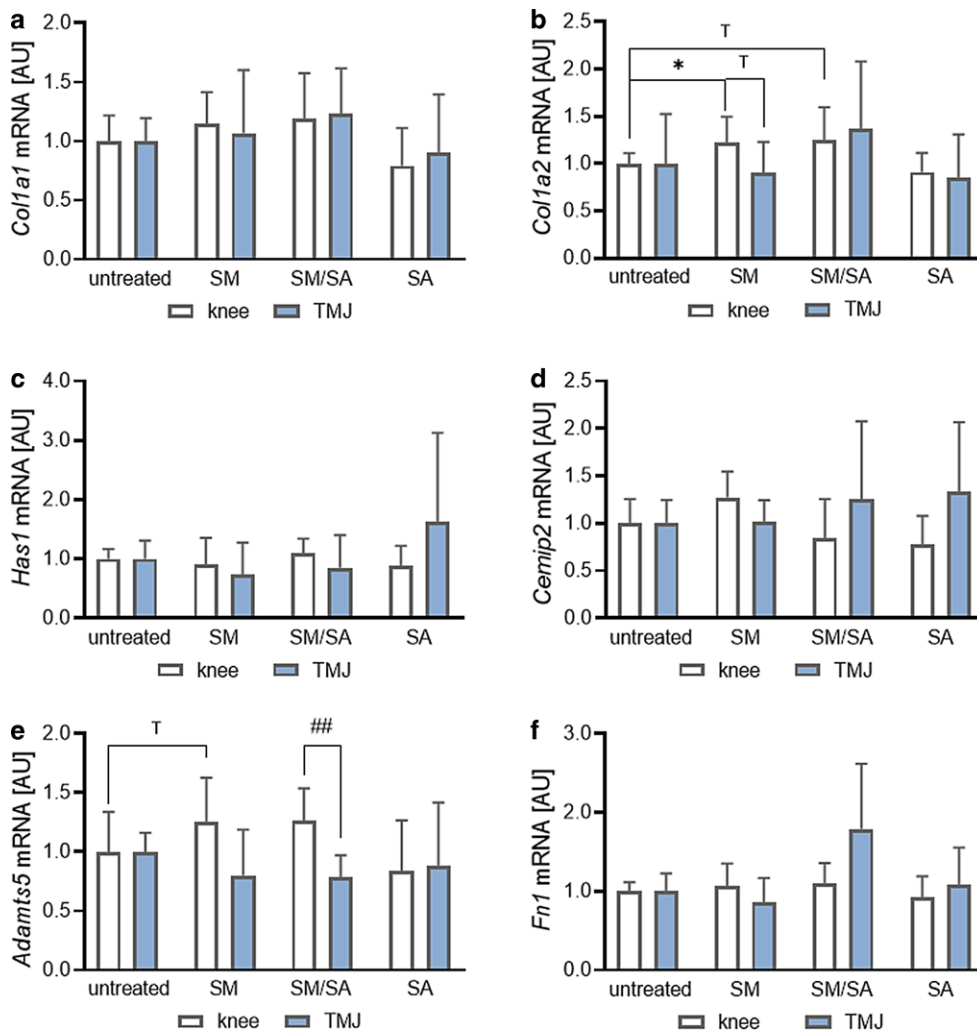 a
Col1a1 mRNA [AU]
2.0
1.5
1.0
0.5
0.0
untreated SM SM/SA SA
knee TMJ
b
Col1a2 mRNA [AU]
2.5
2.0
1.5
1.0
0.5
0.0
T
* T
untreated SM SM/SA SA
knee TMJ
c
Has1 mRNA [AU]
4.0
3.0
2.0
1.0
0.0
untreated SM SM/SA SA
knee TMJ
d
Cemip2 mRNA [AU]
2.5
2.0
1.5
1.0
0.5
0.0
untreated SM SM/SA SA
knee TMJ
e
Adamts5 mRNA [AU]
2.0
1.5
1.0
0.5
0.0
T ##
untreated SM SM/SA SA
knee TMJ
f
Fn1 mRNA [AU]
3.0
2.0
1.0
0.0
untreated SM SM/SA SA
knee TMJ